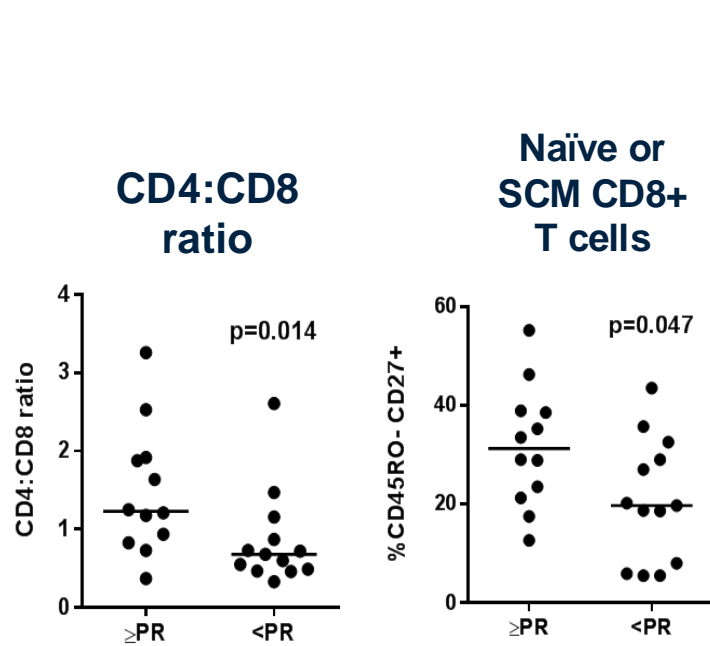 CD4:CD8
ratio
4
3
2
1
0
CD4:CD8 ratio
p=0.014
≥PR
<PR
Naïve or
SCM CD8+
T cells
60
40
20
0
%CD45RO- CD27+
p=0.047
≥PR
<PR